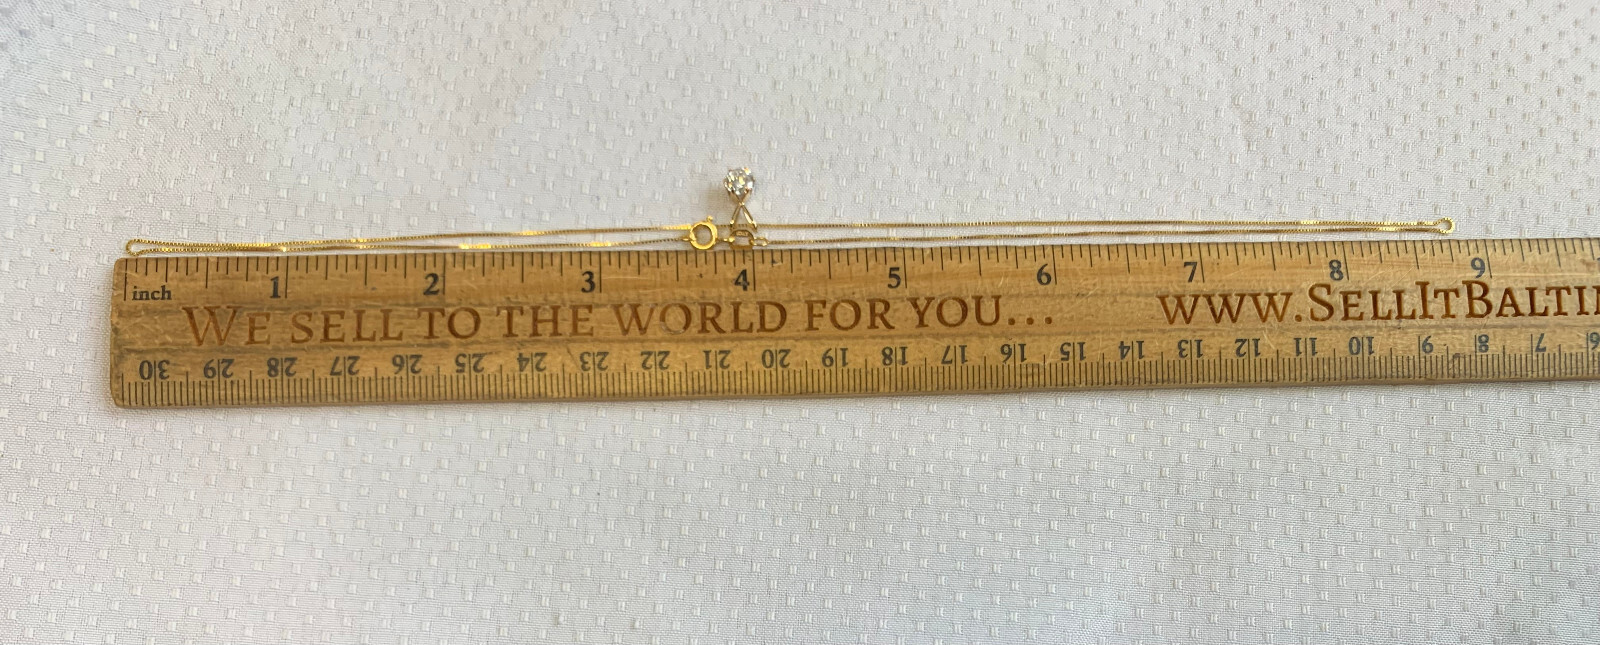 1 2 3 4 5 6 7 8 9
inch
WE SELL TO THE WORLD FOR YOU... WWW.SELLITBALTI
30 29 28 27 26 25 24 23 22 21 20 19 18 17 16 15 14 13 12 11 10 9 8 7 6